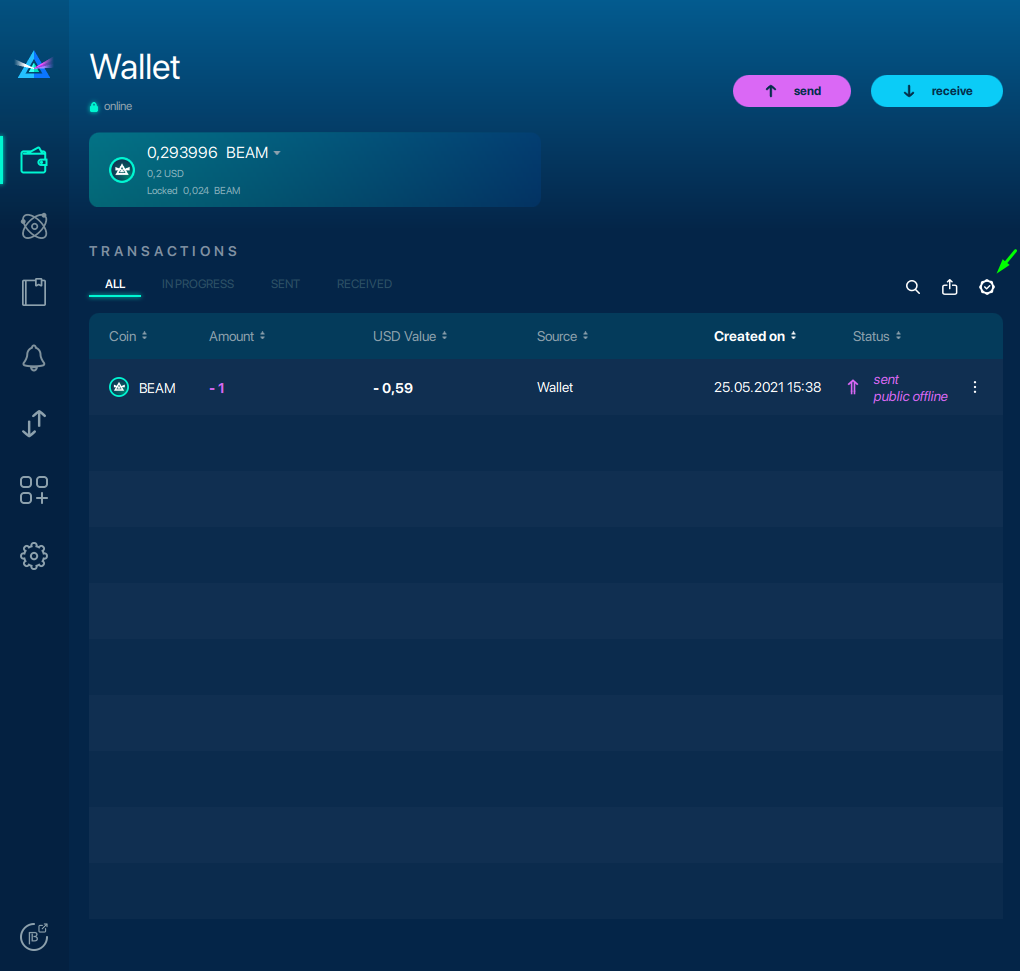 Wallet
online
send
receive
0,293996 BEAM
0,2 USD
Locked 0,024 BEAM
TRANSACTIONS
ALL IN PROGRESS SENT RECEIVED
Coin Amount USD Value Source Created on Status
BEAM - 1 - 0,59 Wallet 25.05.2021 15:38 sent
public offline
B